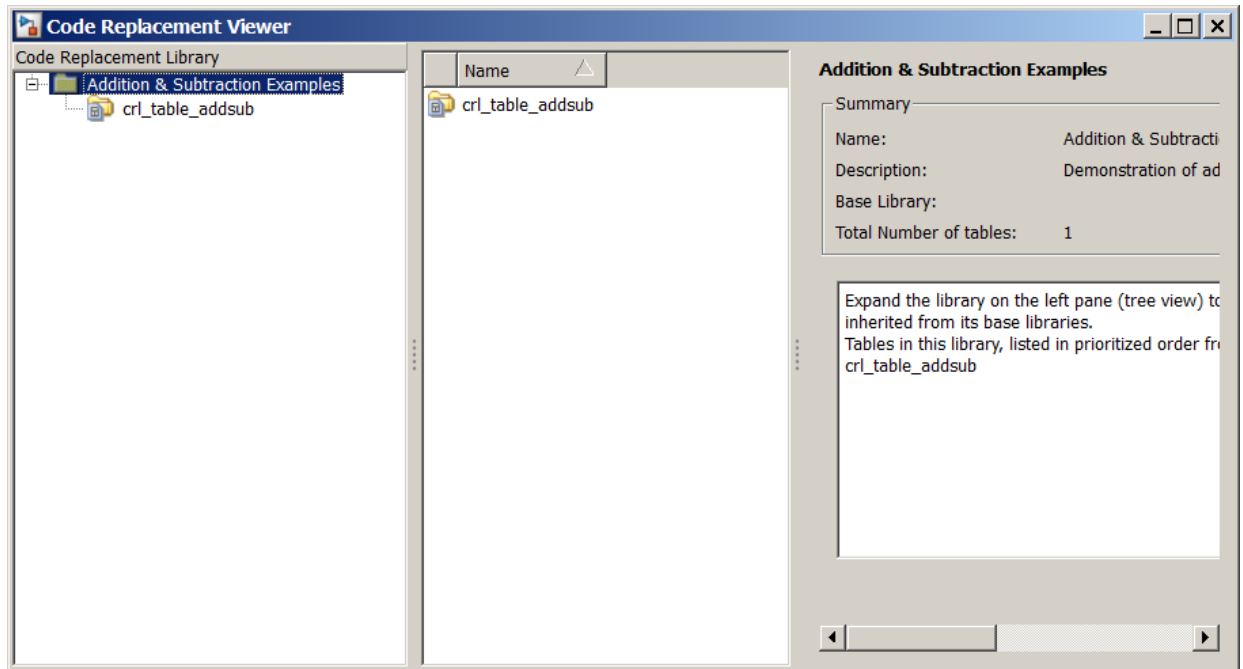 Code Replacement Viewer
Code Replacement Library
Addition & Subtraction Examples
crl_table_addsub
Name
crl_table_addsub
Addition & Subtraction Examples
Summary
Name: Addition & Subtracti
Description: Demonstration of ad
Base Library:
Total Number of tables: 1
Expand the library on the left pane (tree view) to
inherited from its base libraries.
Tables in this library, listed in prioritized order fr
crl_table_addsub